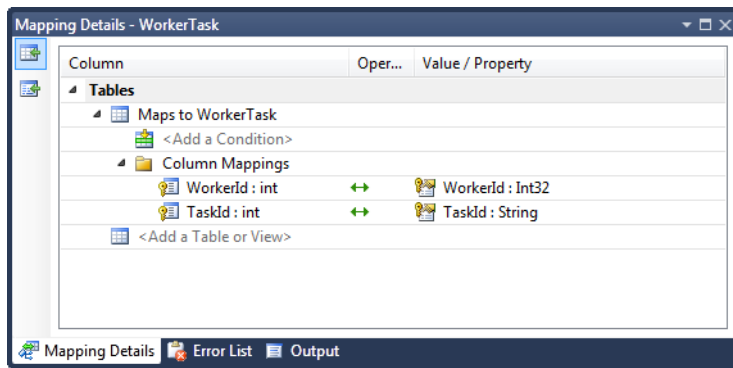 Mapping Details - WorkerTask
Column Oper... Value / Property
Tables
Maps to WorkerTask
<Add a Condition>
Column Mappings
WorkerId : int WorkerId : Int32
TaskId : int TaskId : String
<Add a Table or View>
Mapping Details Error List Output